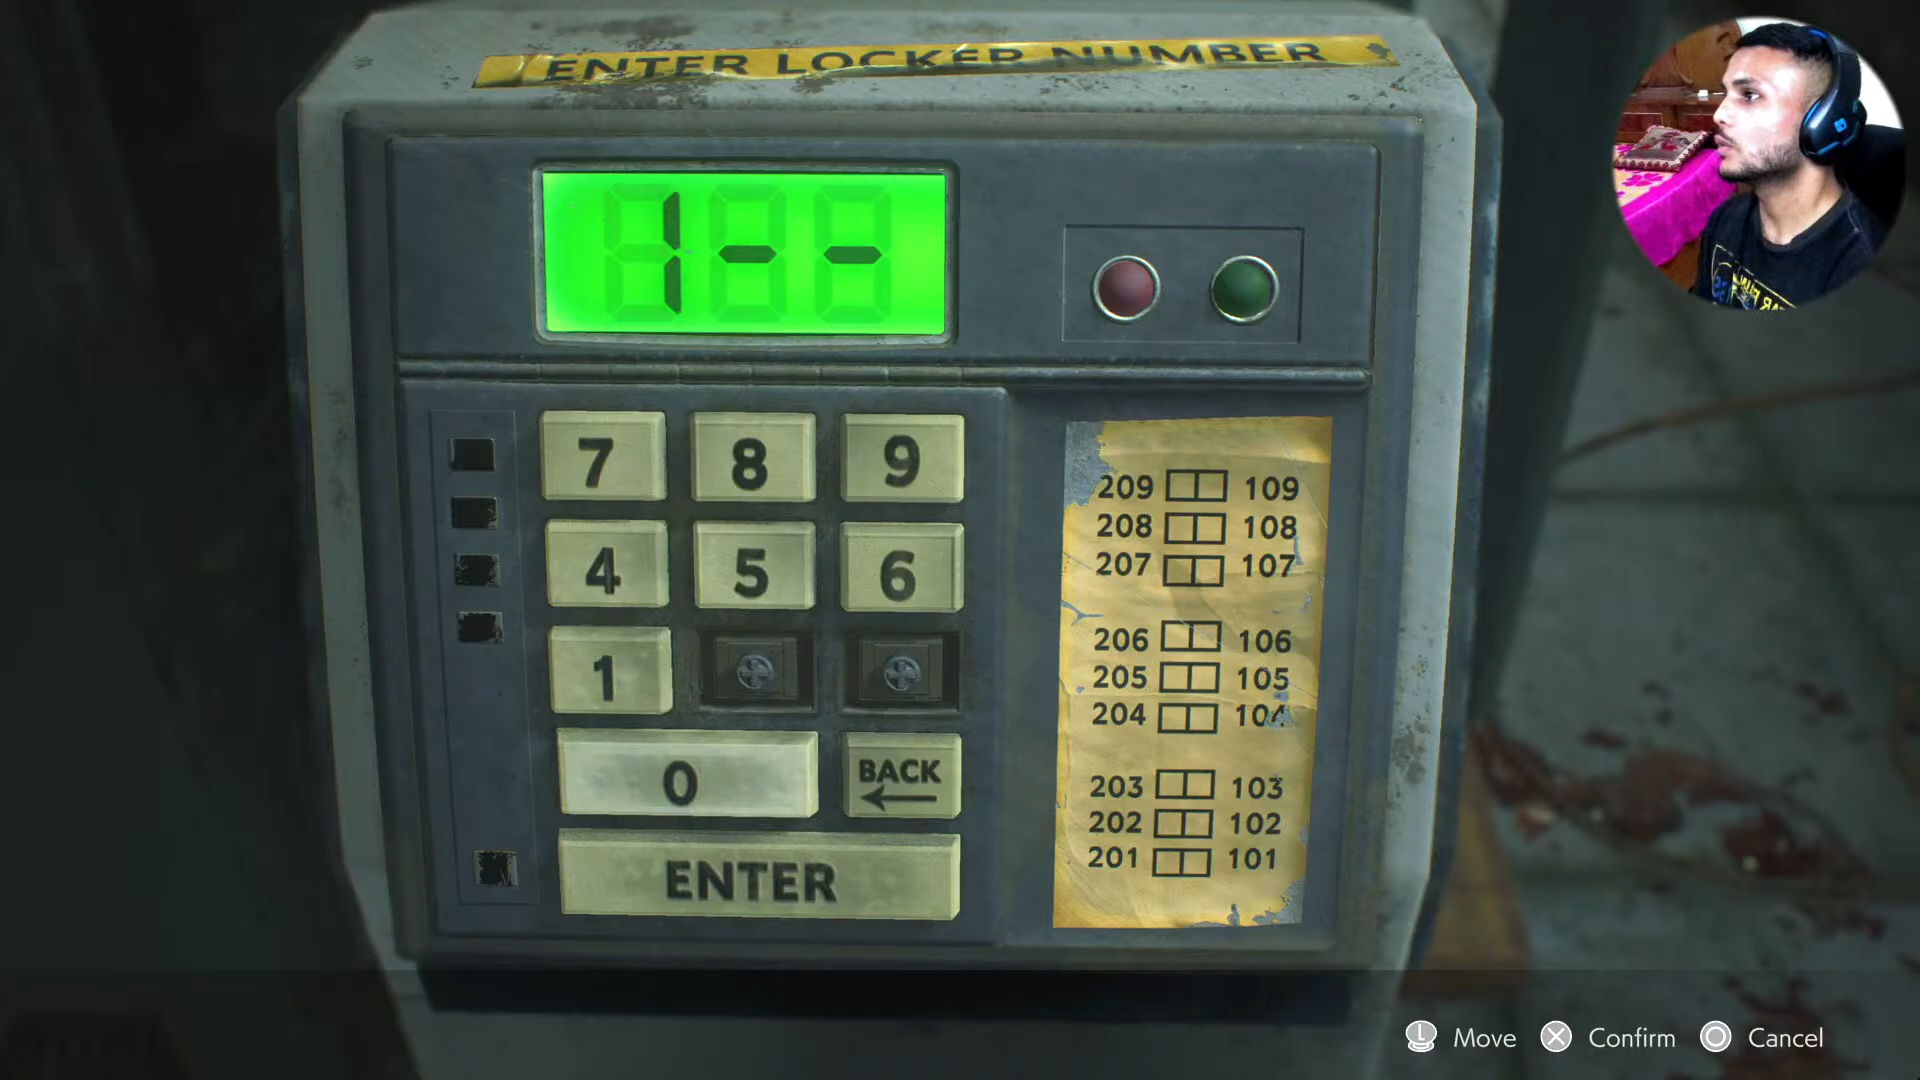 ENTER LOCKER NUMBER
1--
7 8 9
4 5 6
1
0 BACK
ENTER
209 109
208 108
207 107
206 106
205 105
204 104
203 103
202 102
201 101
L Move Confirm Cancel